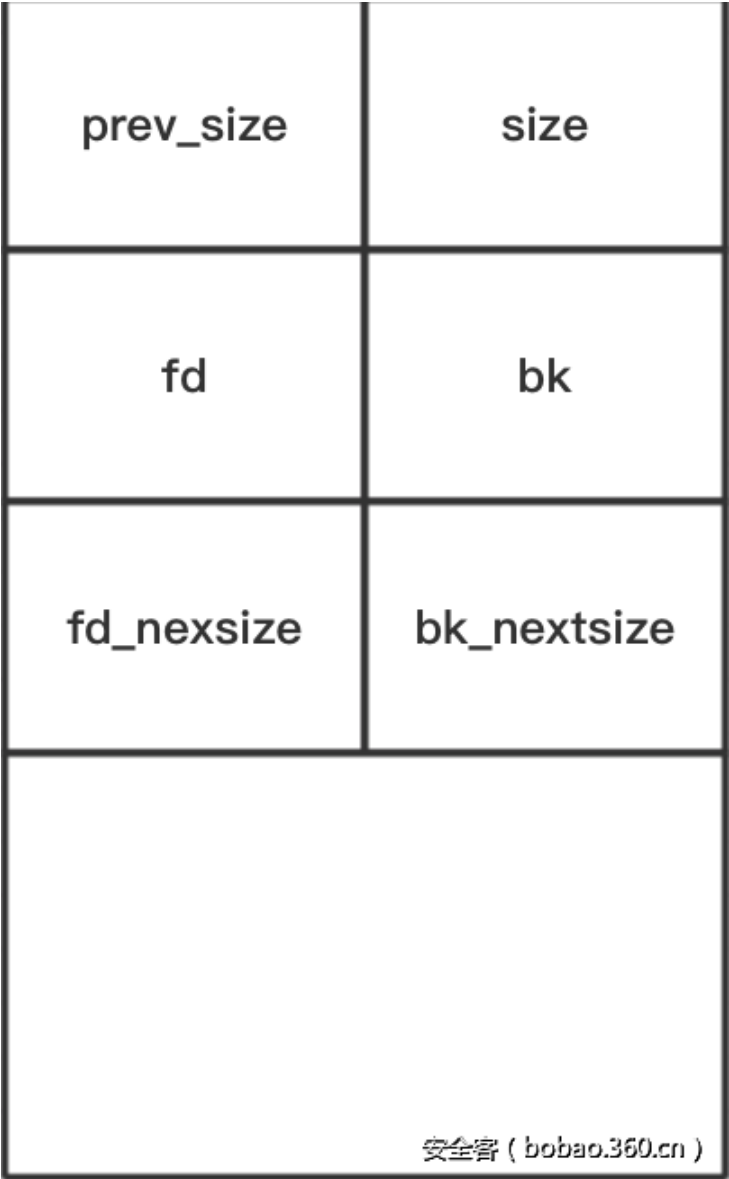 prev_size size
fd bk
fd_nexsize bk_nextsize
安全客（bobao.360.cn）